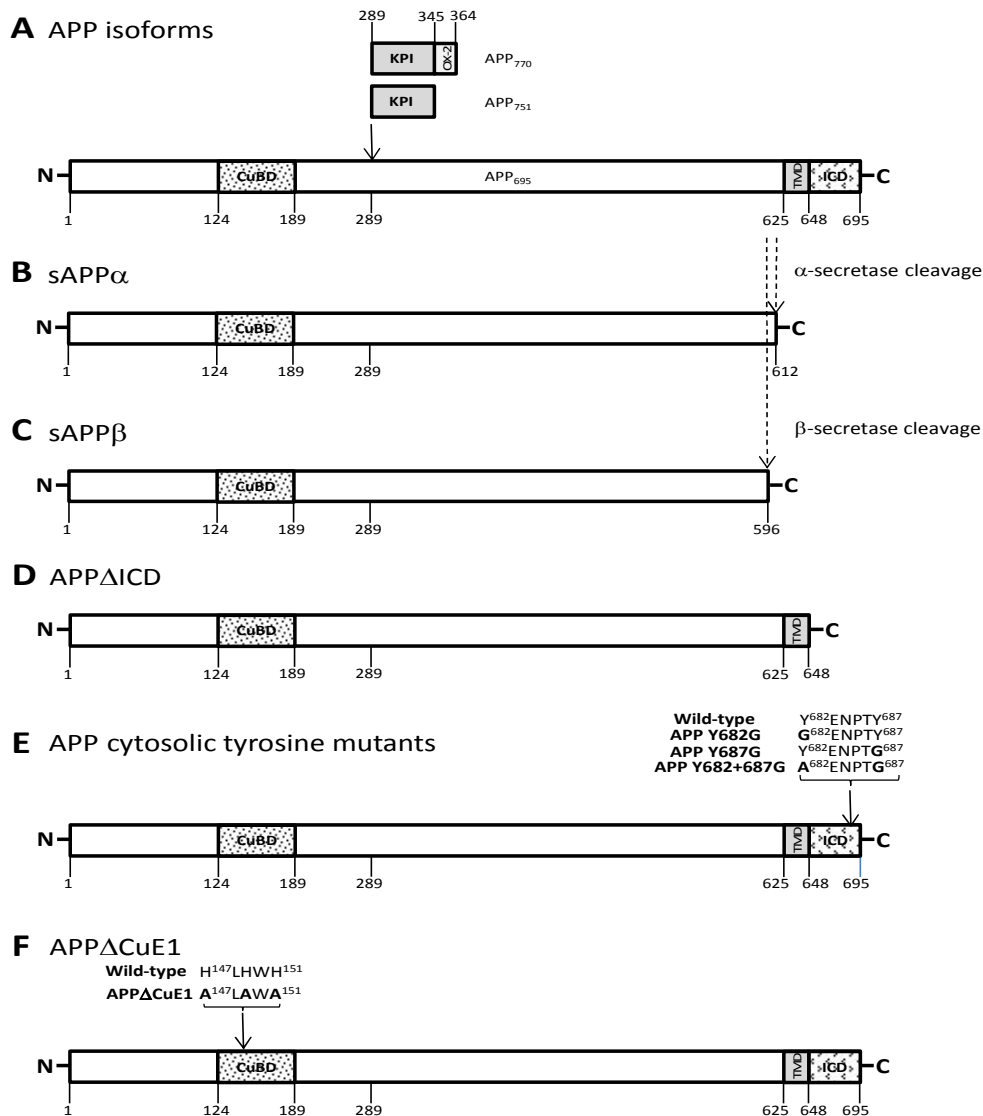 A APP isoforms
289 345 364
KPI OX-2 APP₇₇₀
KPI APP₇₅₁
N CuBD APP₆₉₅ TMD ICD C
1 124 189 289 625 648 695
B sAPPα
α-secretase cleavage
N CuBD C
1 124 189 289 612
C sAPPβ
β-secretase cleavage
N CuBD C
1 124 189 289 596
D APPΔICD
N CuBD TMD C
1 124 189 289 625 648
E APP cytosolic tyrosine mutants
Wild-type Y⁶⁸²ENPTY⁶⁸⁷
APP Y682G G⁶⁸²ENPTY⁶⁸⁷
APP Y687G Y⁶⁸²ENPTG⁶⁸⁷
APP Y682+687G A⁶⁸²ENPTG⁶⁸⁷
N CuBD TMD ICD C
1 124 189 289 625 648 695
F APPΔCuE1
Wild-type H¹⁴⁷LHWH¹⁵¹
APPΔCuE1 A¹⁴⁷LAWA¹⁵¹
N CuBD TMD ICD C
1 124 189 289 625 648 695